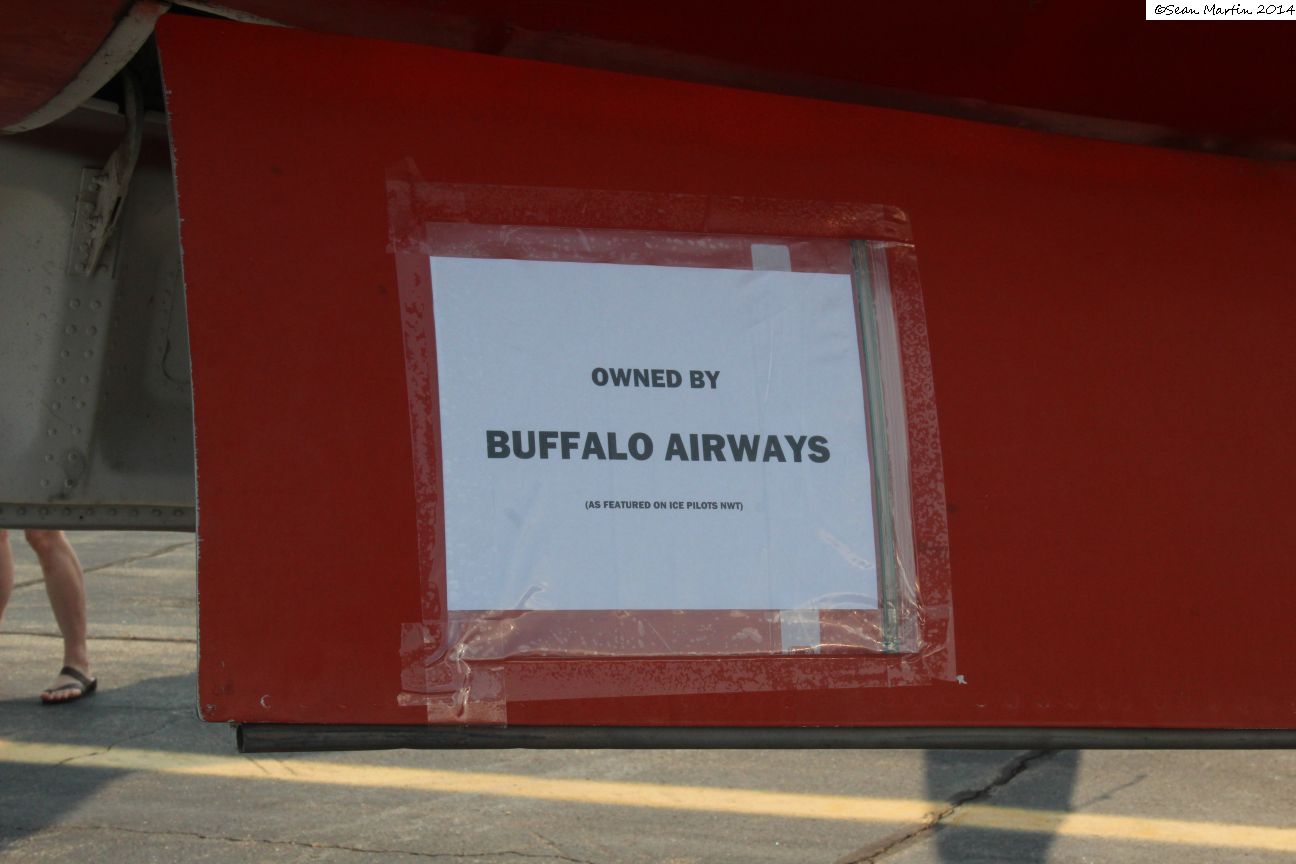 ©Sean Martin 2014
OWNED BY
BUFFALO AIRWAYS
(AS FEATURED ON ICE PILOTS NWT)